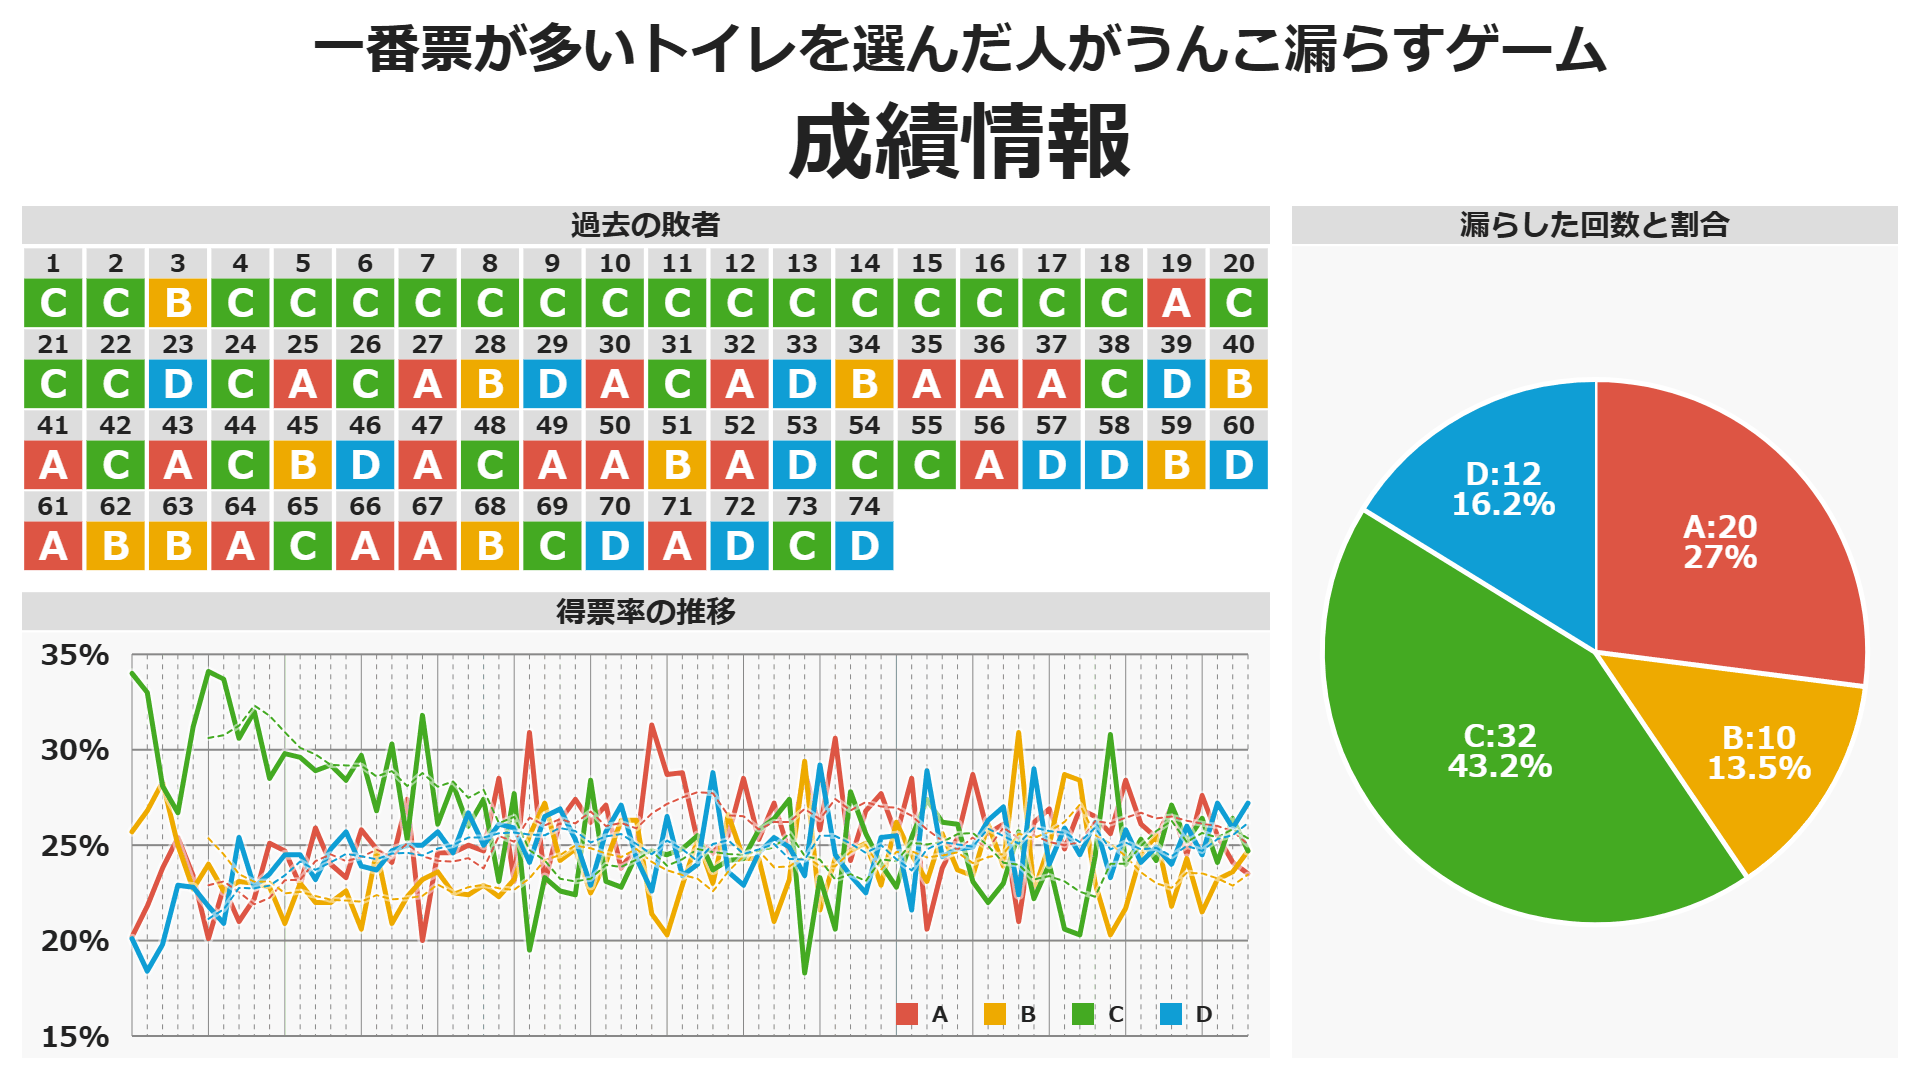 一番票が多いトイレを選んだ人がうんこ漏らすゲーム
成績情報
過去の敗者
1 2 3 4 5 6 7 8 9 10 11 12 13 14 15 16 17 18 19 20
C C B C C C C C C C C C C C C C C C A C
21 22 23 24 25 26 27 28 29 30 31 32 33 34 35 36 37 38 39 40
C C D C A C A B D A C A D B A A A C D B
41 42 43 44 45 46 47 48 49 50 51 52 53 54 55 56 57 58 59 60
A C A C B D A C A A B A D C C A D D B D
61 62 63 64 65 66 67 68 69 70 71 72 73 74
A B B A C A A B C D A D C D
得票率の推移
35%
30%
25%
20%
15%
A B C D
漏らした回数と割合
D:12
16.2%
A:20
27%
C:32
43.2%
B:10
13.5%